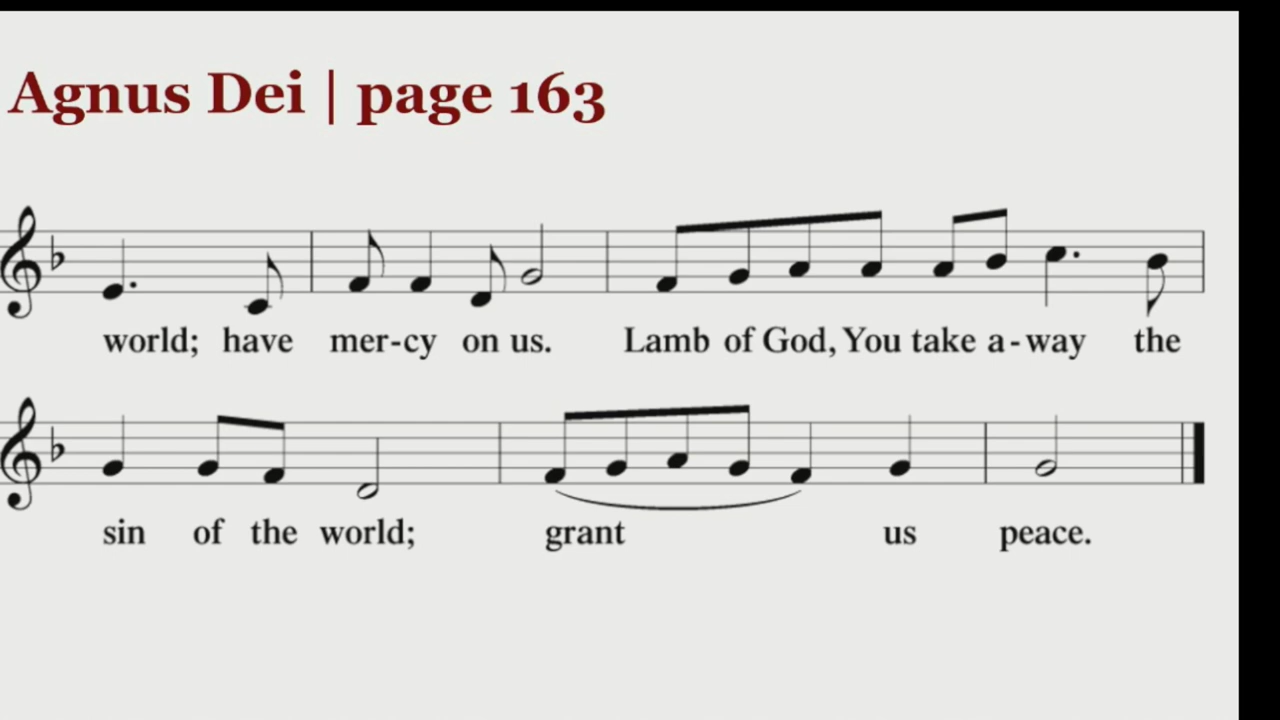 Agnus Dei | page 163
world; have mer-cy on us. Lamb of God, You take a-way the
sin of the world; grant us peace.